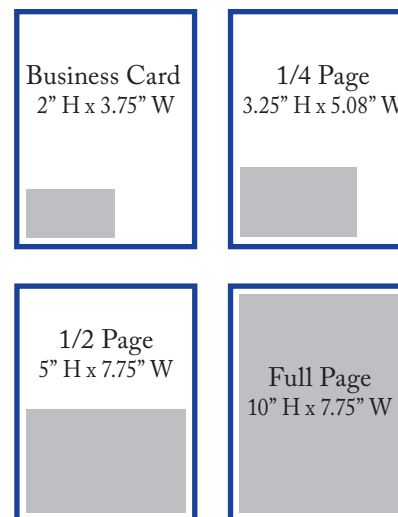 Business Card
2” H x 3.75” W
1/4 Page
3.25” H x 5.08” W
1/2 Page
5” H x 7.75” W
Full Page
10” H x 7.75” W